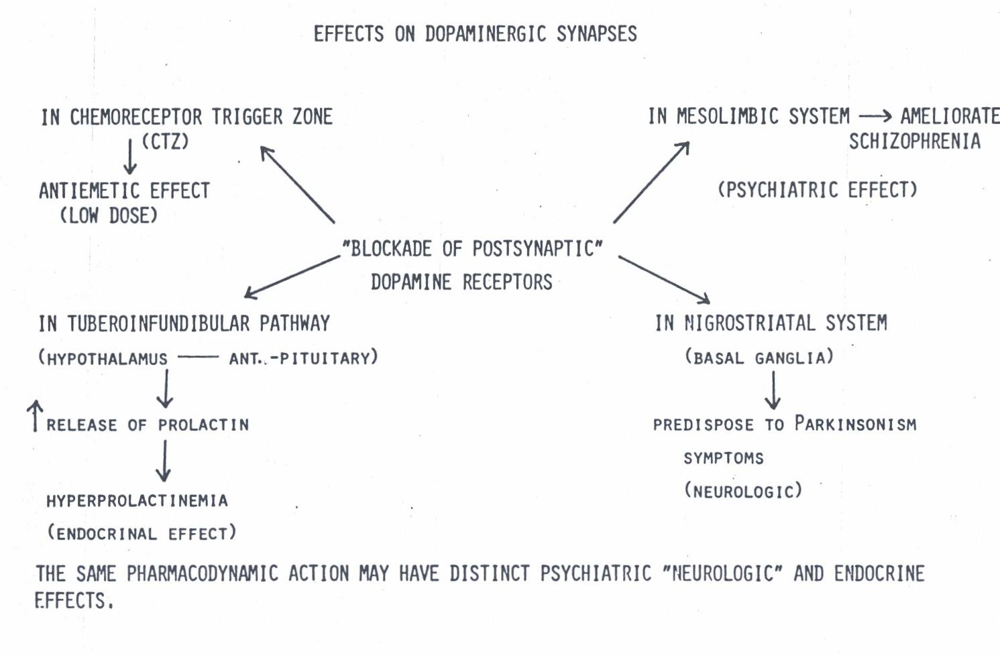 EFFECTS ON DOPAMINERGIC SYNAPSES
IN CHEMORECEPTOR TRIGGER ZONE
(CTZ)
ANTIEMETIC EFFECT
(LOW DOSE)
IN MESOLIMBIC SYSTEM → AMELIORATE
SCHIZOPHRENIA
(PSYCHIATRIC EFFECT)
"BLOCKADE OF POSTSYNAPTIC"
DOPAMINE RECEPTORS
IN TUBEROINFUNDIBULAR PATHWAY
(HYPOTHALAMUS — ANT.-PITUITARY)
↑ RELEASE OF PROLACTIN
HYPERPROLACTINEMIA
(ENDOCRINAL EFFECT)
IN NIGROSTRIATAL SYSTEM
(BASAL GANGLIA)
PREDISPOSE TO PARKINSONISM
SYMPTOMS
(NEUROLOGIC)
THE SAME PHARMACODYNAMIC ACTION MAY HAVE DISTINCT PSYCHIATRIC "NEUROLOGIC" AND ENDOCRINE
EFFECTS.